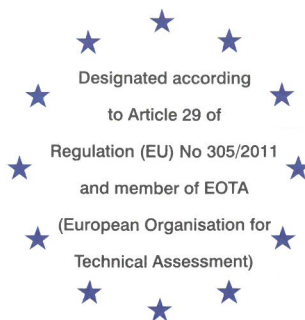 Designated according
to Article 29 of
Regulation (EU) No 305/2011
and member of EOTA
(European Organisation for
Technical Assessment)